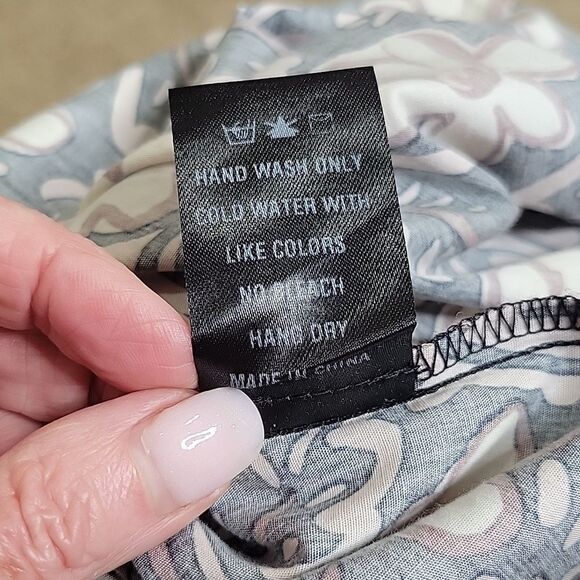 HAND WASH ONLY
COLD WATER WITH
LIKE COLORS
NO BLEACH
HANG DRY
MADE IN CHINA